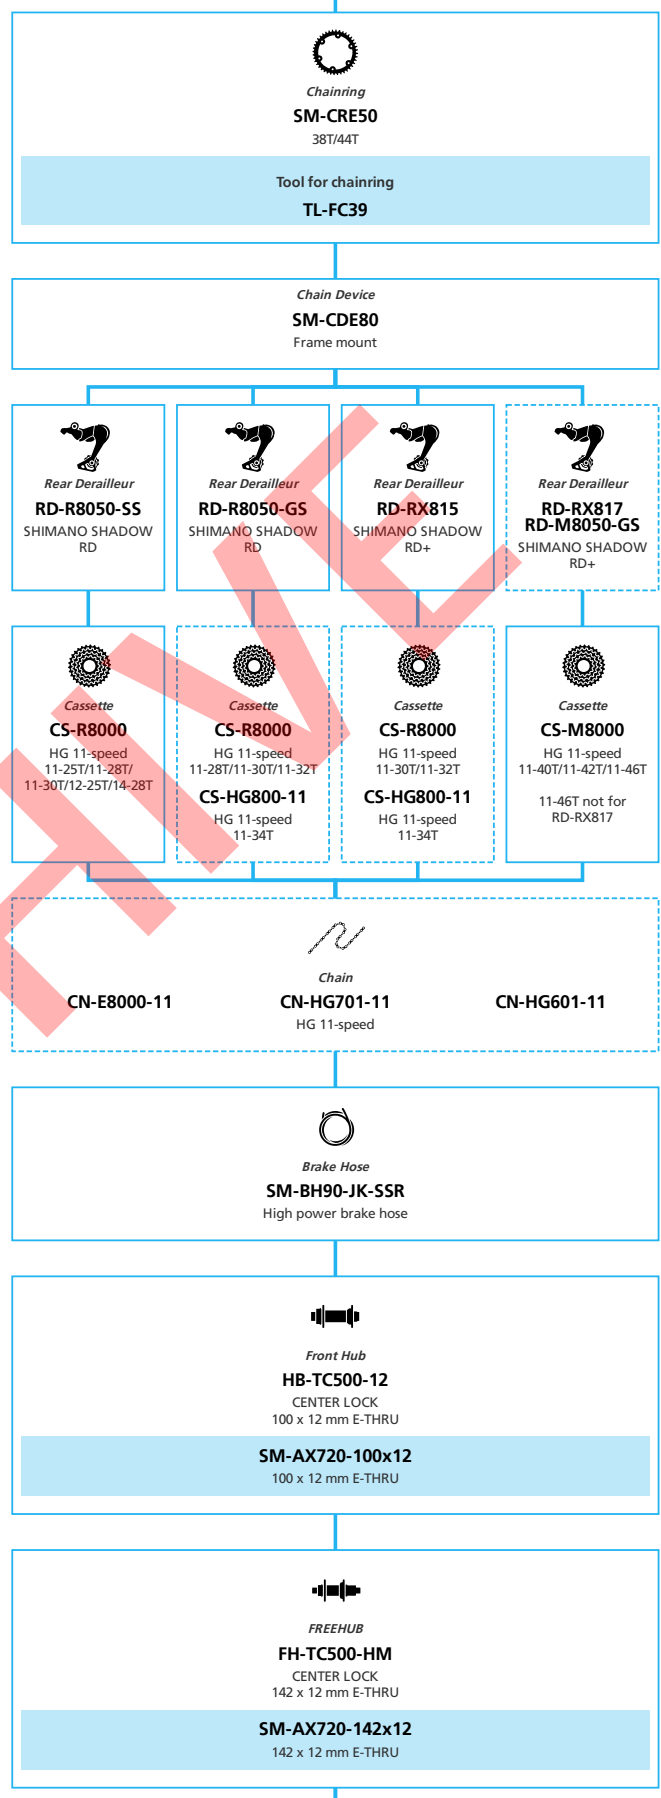 Chainring
SM-CRE50
38T/44T
Tool for chainring
TL-FC39
Chain Device
SM-CDE80
Frame mount
Rear Derailleur
RD-R8050-SS
SHIMANO SHADOW
RD
Rear Derailleur
RD-R8050-GS
SHIMANO SHADOW
RD
Rear Derailleur
RD-RX815
SHIMANO SHADOW
RD+
Rear Derailleur
RD-RX817
RD-M8050-GS
SHIMANO SHADOW
RD+
Cassette
CS-R8000
HG 11-speed
11-25T/11-28T/
11-30T/12-25T/14-28T
Cassette
CS-R8000
HG 11-speed
11-28T/11-30T/11-32T
CS-HG800-11
HG 11-speed
11-34T
Cassette
CS-R8000
HG 11-speed
11-30T/11-32T
CS-HG800-11
HG 11-speed
11-34T
Cassette
CS-M8000
HG 11-speed
11-40T/11-42T/11-46T
11-46T not for
RD-RX817
Chain
CN-E8000-11
CN-HG701-11
HG 11-speed
CN-HG601-11
Brake Hose
SM-BH90-JK-SSR
High power brake hose
Front Hub
HB-TC500-12
CENTER LOCK
100 x 12 mm E-THRU
SM-AX720-100x12
100 x 12 mm E-THRU
FREEHUB
FH-TC500-HM
CENTER LOCK
142 x 12 mm E-THRU
SM-AX720-142x12
142 x 12 mm E-THRU
HIVE